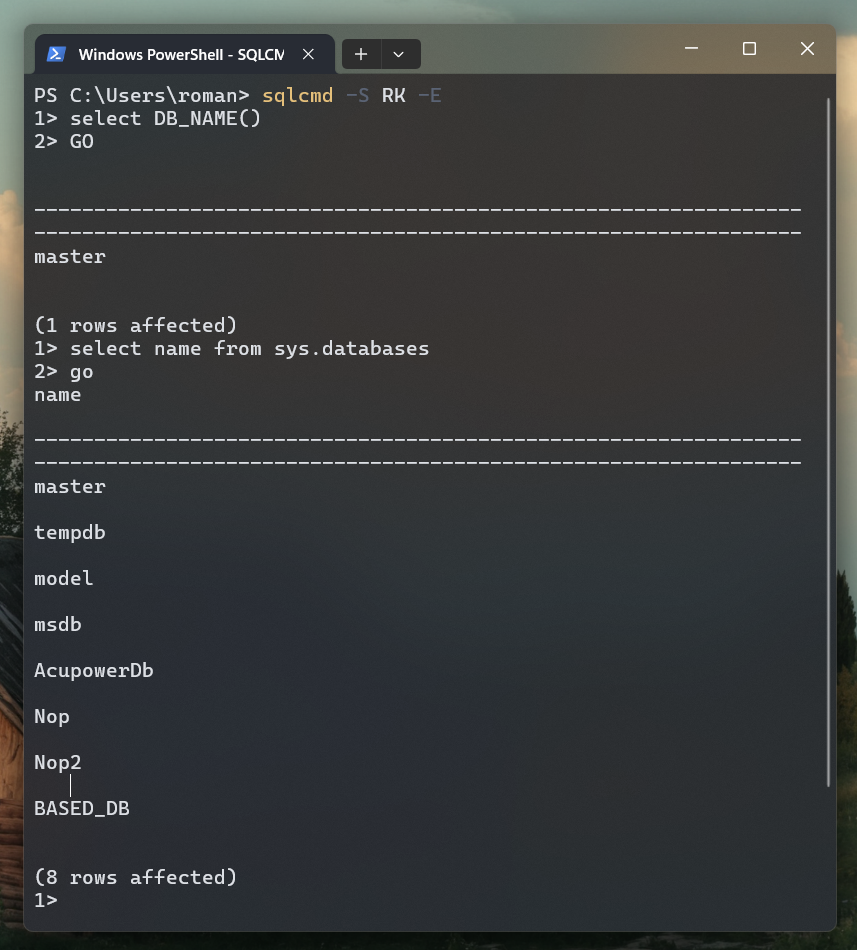 Windows PowerShell - SQLCM
PS C:\Users\roman> sqlcmd -S RK -E
1> select DB_NAME()
2> GO
----------------------------------------------------------------
----------------------------------------------------------------
master
(1 rows affected)
1> select name from sys.databases
2> go
name
----------------------------------------------------------------
----------------------------------------------------------------
master
tempdb
model
msdb
AcupowerDb
Nop
Nop2
BASED_DB
(8 rows affected)
1>